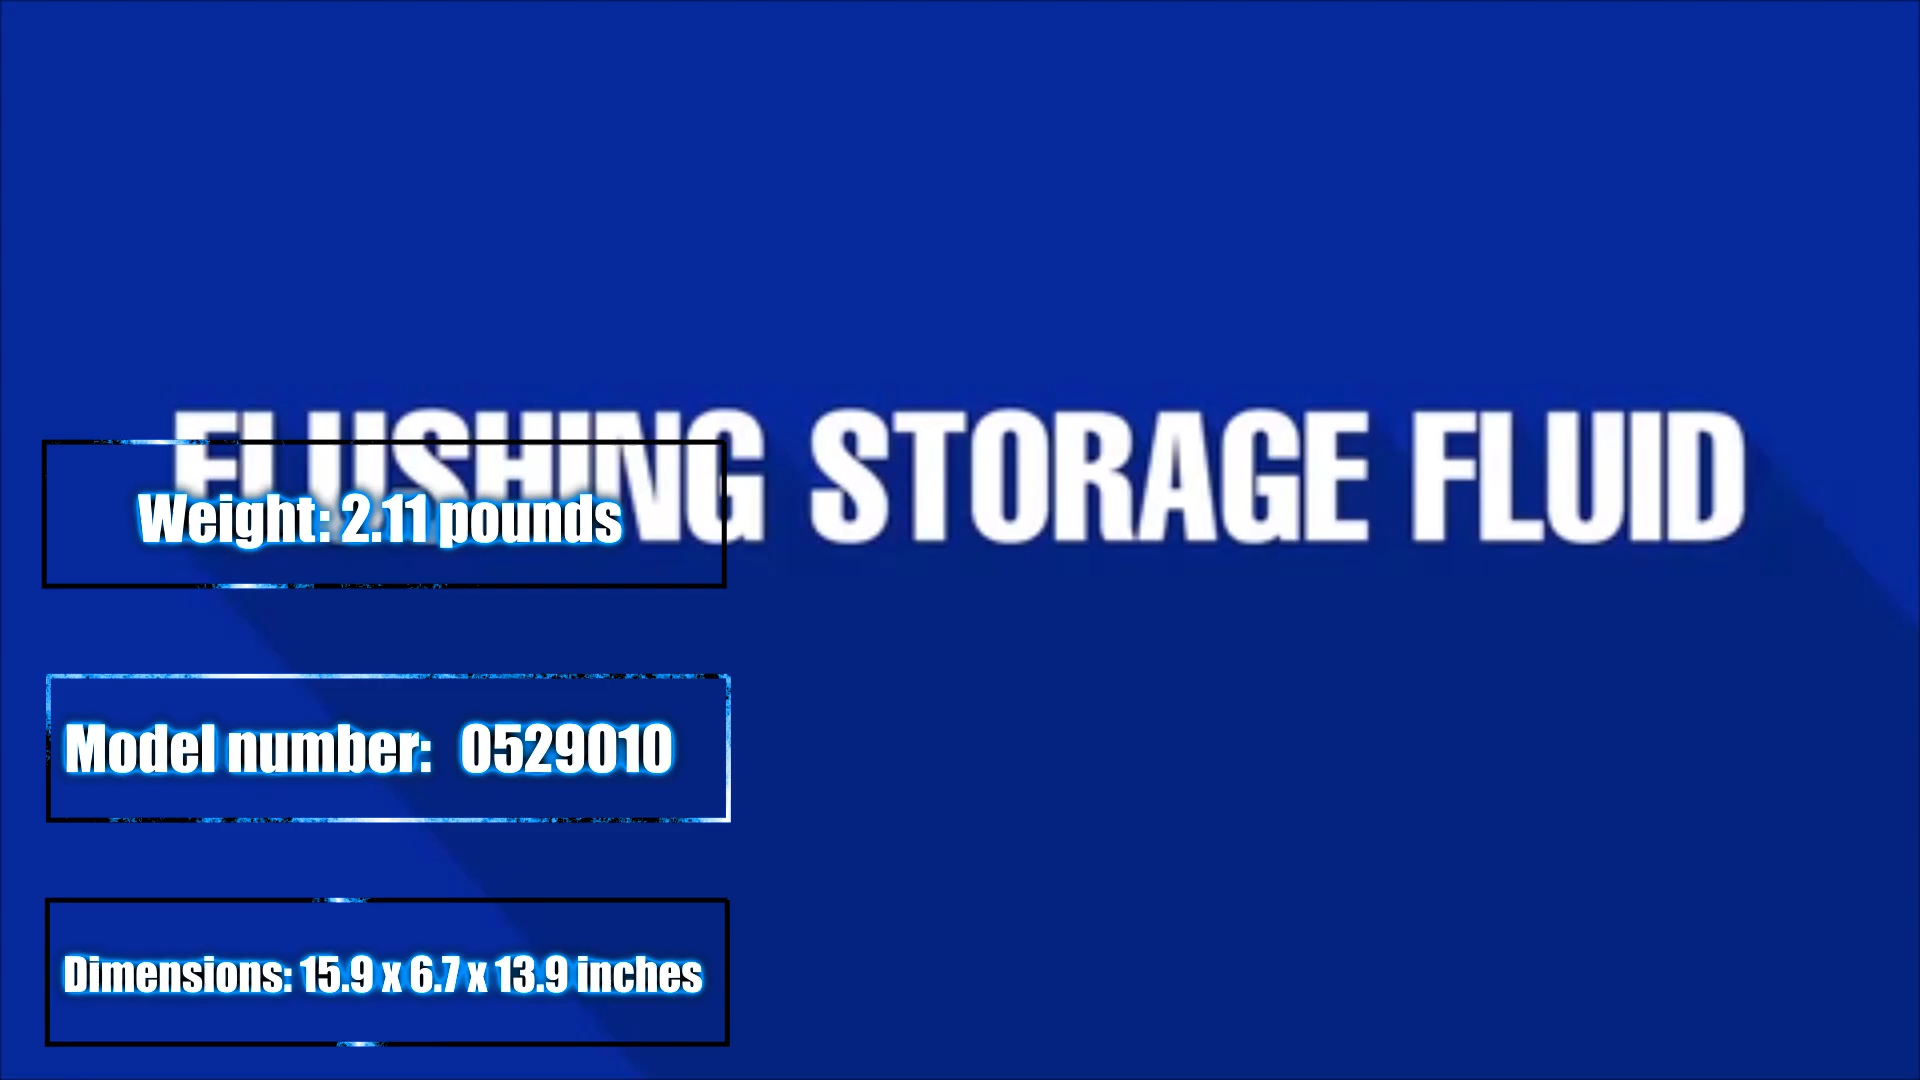 FLUSHING STORAGE FLUID
Weight: 2.11 pounds
Model number: 0529010
Dimensions: 15.9 x 6.7 x 13.9 inches